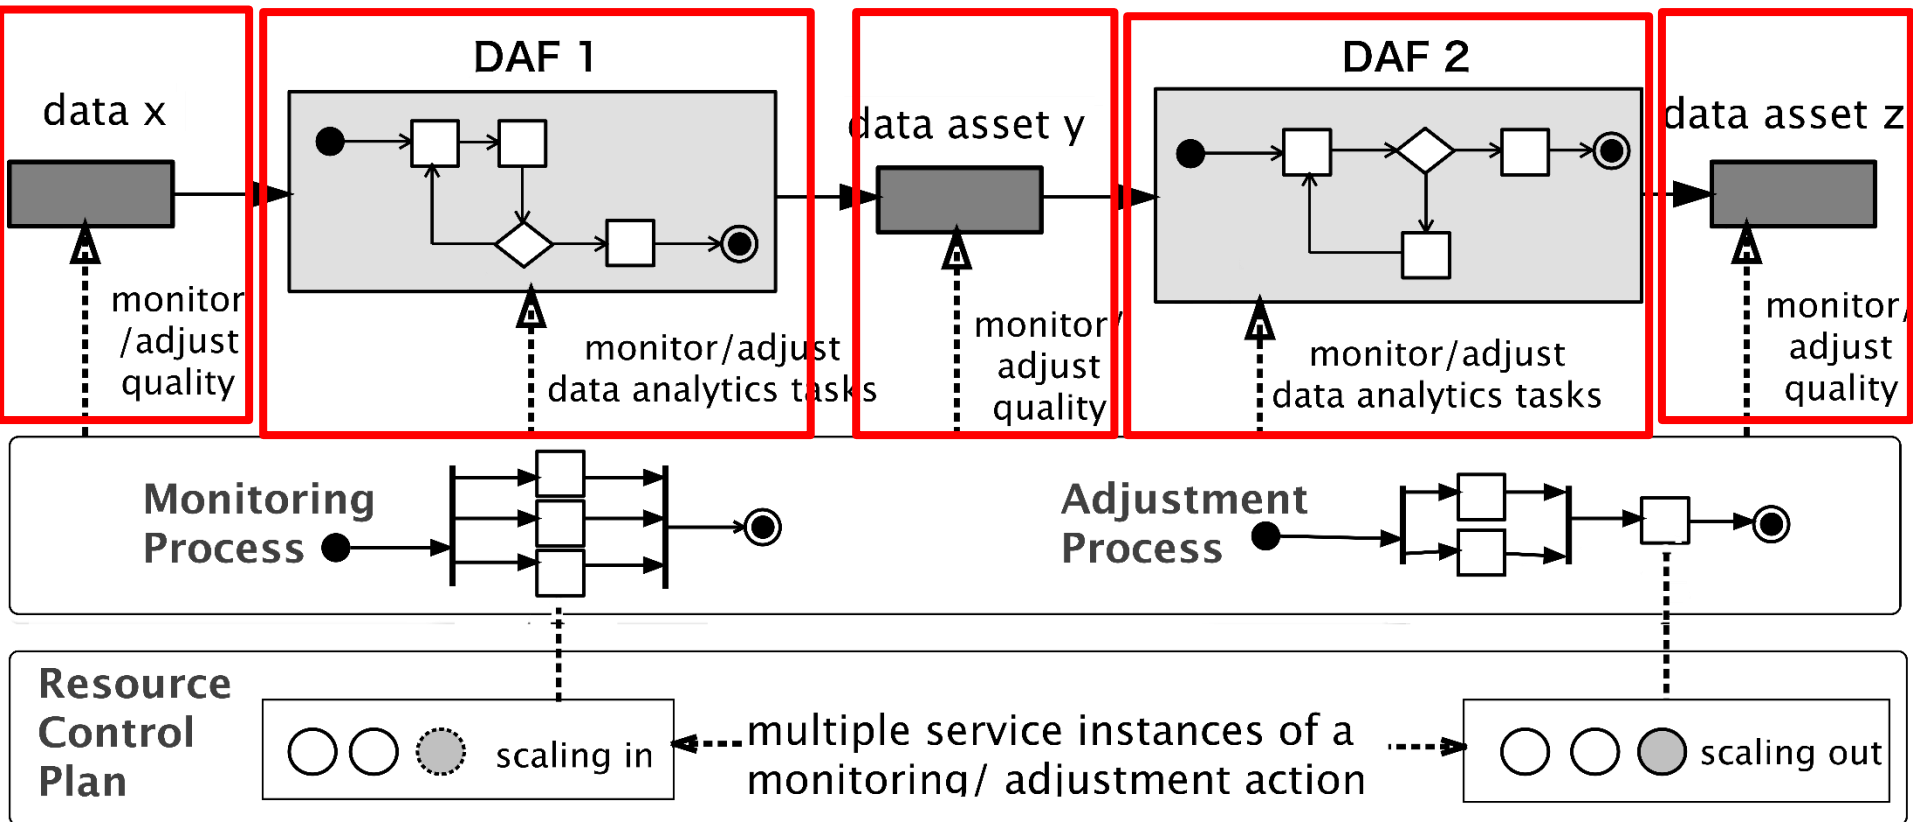 DAF 1
DAF 2
data x
data asset y
data asset z
monitor
/adjust
quality
monitor/adjust
data analytics tasks
monitor/
adjust
quality
monitor/adjust
data analytics tasks
monitor/
adjust
quality
Monitoring
Process
Adjustment
Process
Resource
Control
Plan
scaling in
multiple service instances of a
monitoring/ adjustment action
scaling out